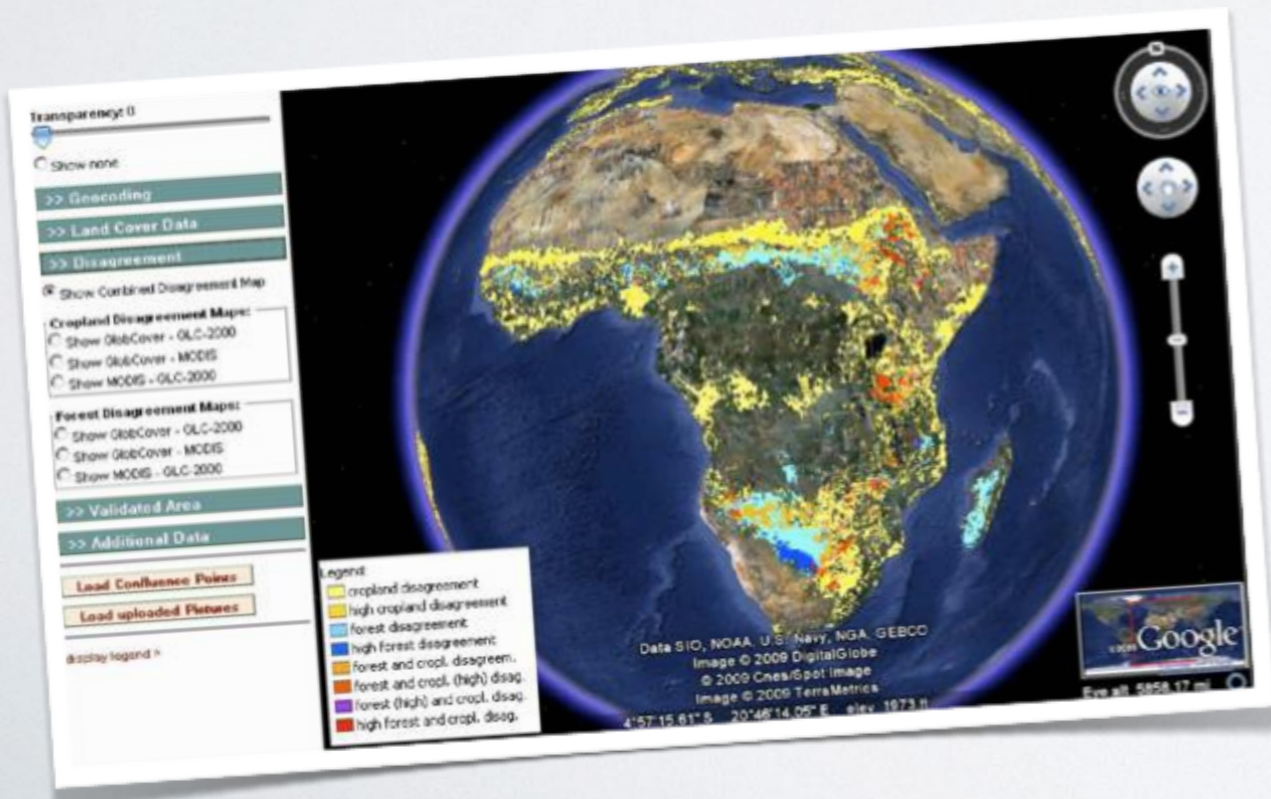 Transparency: 0
Show none
>> Geocoding
>> Land Cover Data
>> Disagreement
Show Combined Disagreement Map
Cropland Disagreement Maps:
Show GlobCover - GLC-2000
Show GlobCover - MODIS
Show MODIS - GLC-2000
Forest Disagreement Maps:
Show GlobCover - GLC-2000
Show GlobCover - MODIS
Show MODIS - GLC-2000
>> Validated Area
>> Additional Data
Load Confluence Points
Load uploaded Pictures
display legend >
Legend:
cropland disagreement
high cropland disagreement
forest disagreement
high forest disagreement
forest and cropl. disagreem.
forest and cropl. (high) disag.
forest (high) and cropl. disag.
high forest and cropl. disag.
Data SIO, NOAA, U.S. Navy, NGA, GEBCO
Image © 2009 DigitalGlobe
© 2009 Cnes/Spot Image
Image © 2009 TerraMetrics
4°57'15.61" S 20°46'14.05" E elev 1973 ft
N
Google
Eye alt 5858.17 mi